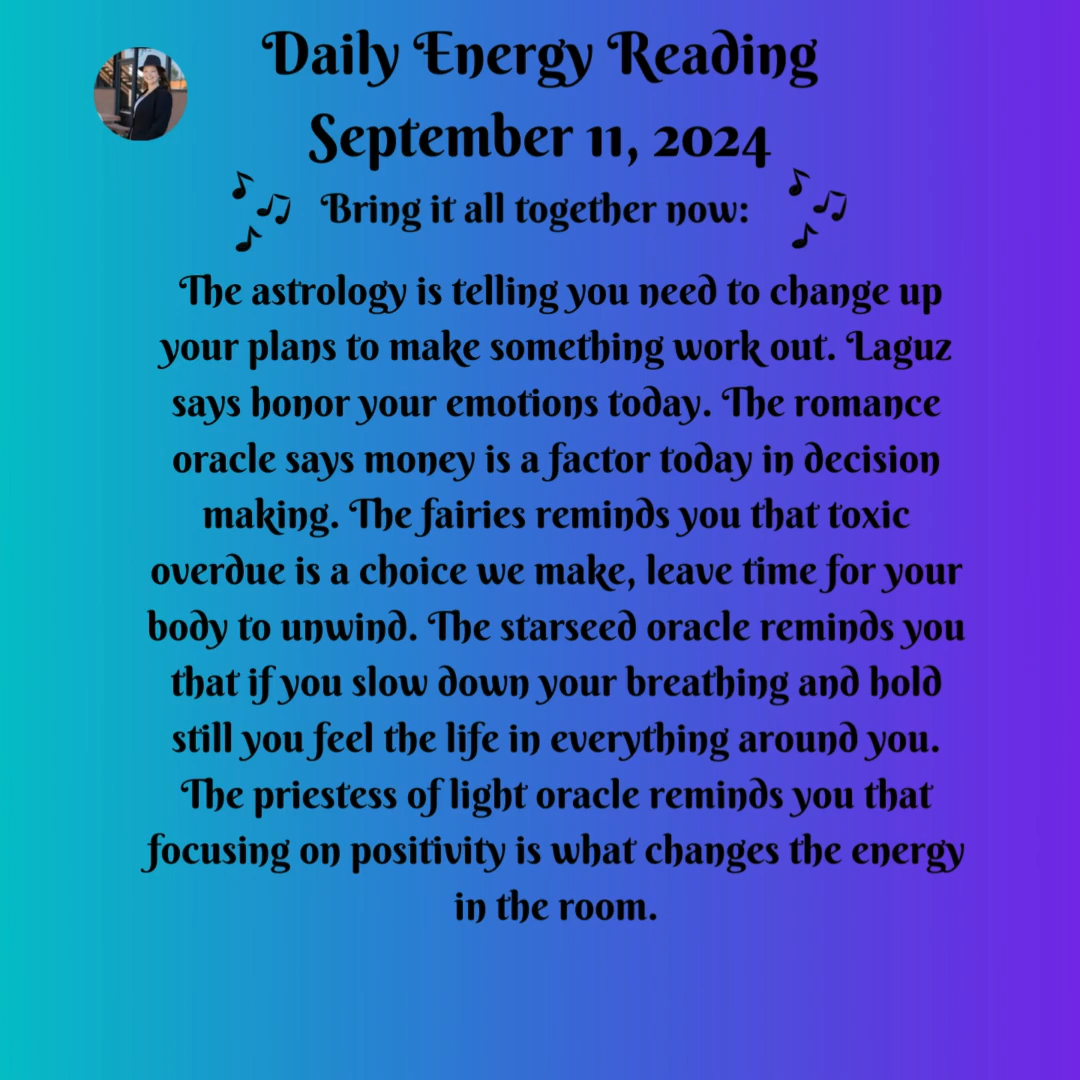 Daily Energy Reading
September 11, 2024
Bring it all together now:
The astrology is telling you need to change up
your plans to make something work out. Laguz
says honor your emotions today. The romance
oracle says money is a factor today in decision
making. The fairies reminds you that toxic
overdue is a choice we make, leave time for your
body to unwind. The starseed oracle reminds you
that if you slow down your breathing and hold
still you feel the life in everything around you.
The priestess of light oracle reminds you that
focusing on positivity is what changes the energy
in the room.